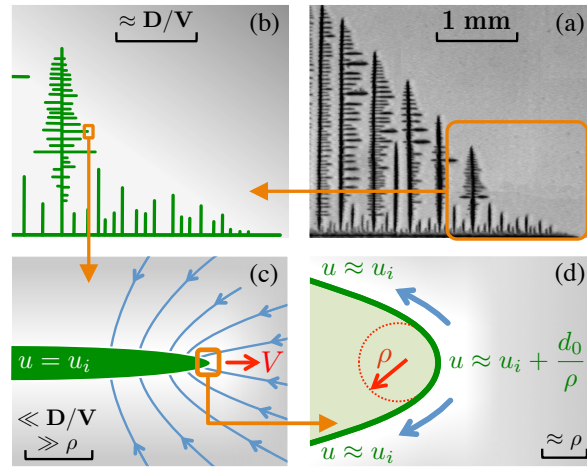 ≈ D/V
(b)
1 mm
(a)
(c)
u = u_i
V
≪ D/V
≫ ρ
u ≈ u_i
(d)
ρ
u ≈ u_i + d_0/ρ
u ≈ u_i
≈ ρ